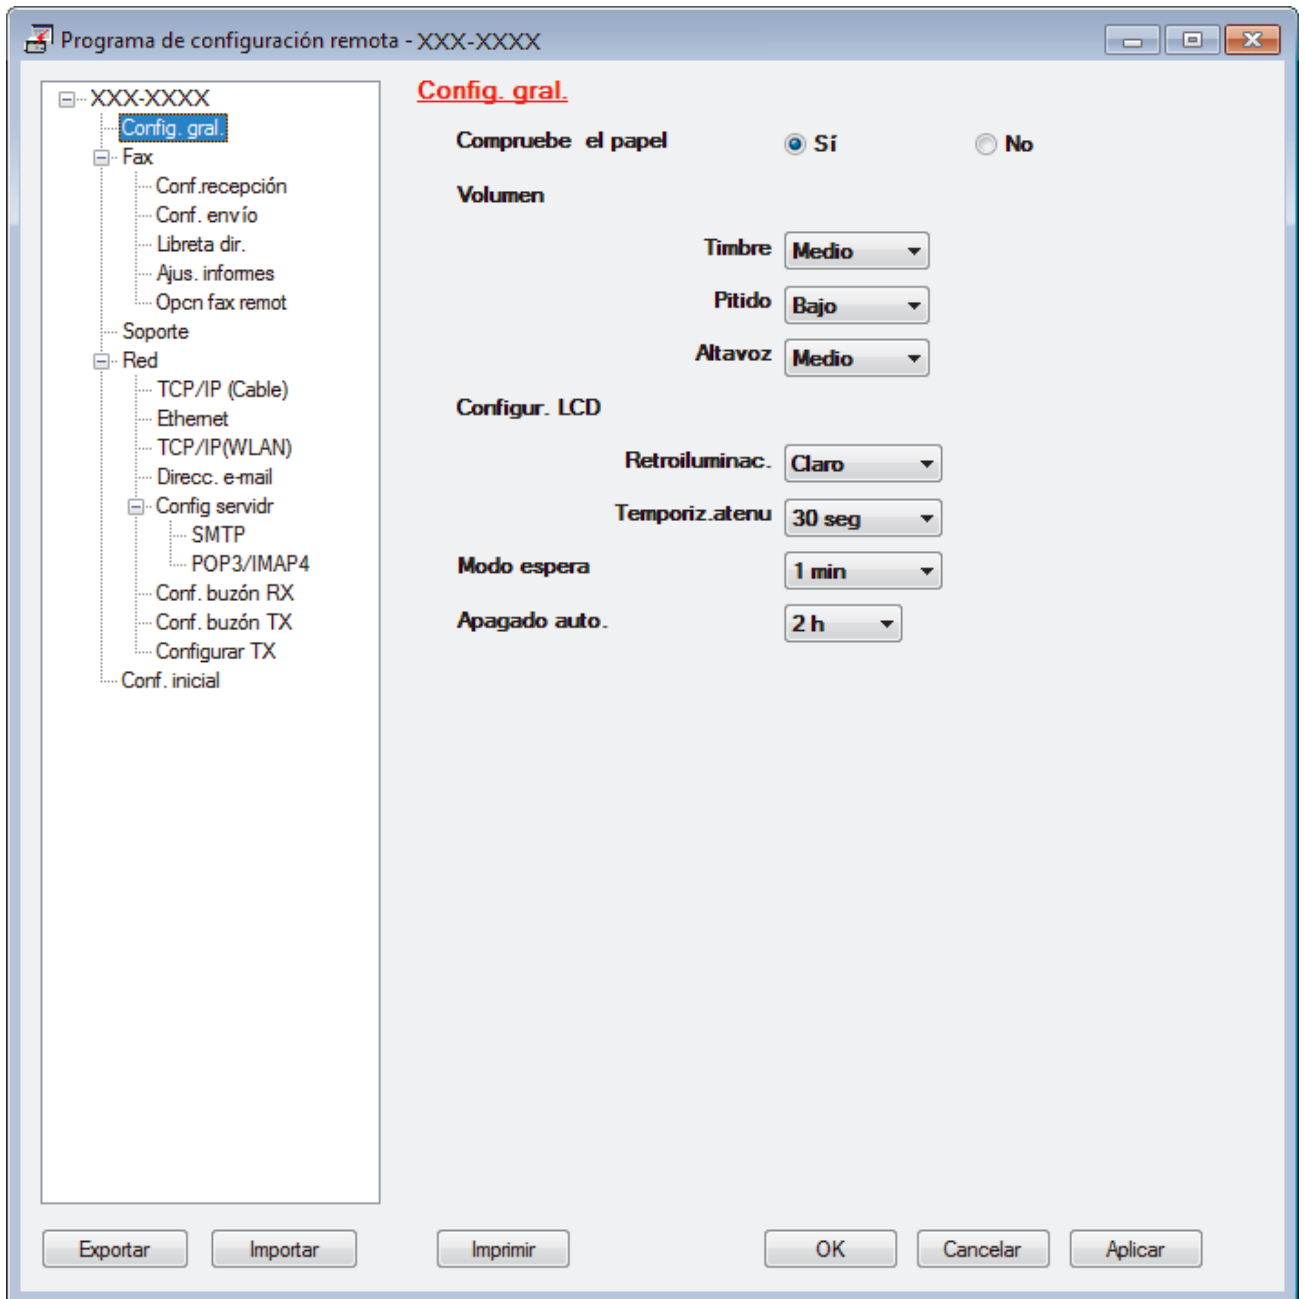 Programa de configuración remota - XXX-XXXX
XXX-XXXX
Config. gral.
Fax
Conf.recepción
Conf. envío
Libreta dir.
Ajus. informes
Opcn fax remot
Soporte
Red
TCP/IP (Cable)
Ethernet
TCP/IP(WLAN)
Direcc. e-mail
Config servidr
SMTP
POP3/IMAP4
Conf. buzón RX
Conf. buzón TX
Configurar TX
Conf. inicial
Config. gral.
Compruebe el papel Sí No
Volumen
Timbre Medio
Pitido Bajo
Altavoz Medio
Configur. LCD
Retroiluminac. Claro
Temporiz.atenu 30 seg
Modo espera 1 min
Apagado auto. 2 h
Exportar Importar Imprimir OK Cancelar Aplicar